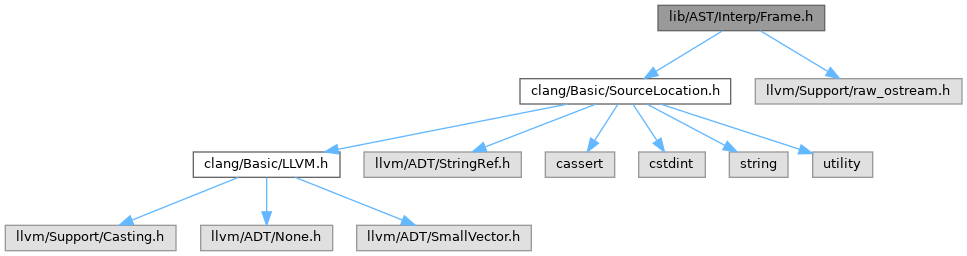 lib/AST/Interp/Frame.h
clang/Basic/SourceLocation.h
llvm/Support/raw_ostream.h
clang/Basic/LLVM.h
llvm/ADT/StringRef.h
cassert
cstdint
string
utility
llvm/Support/Casting.h
llvm/ADT/None.h
llvm/ADT/SmallVector.h